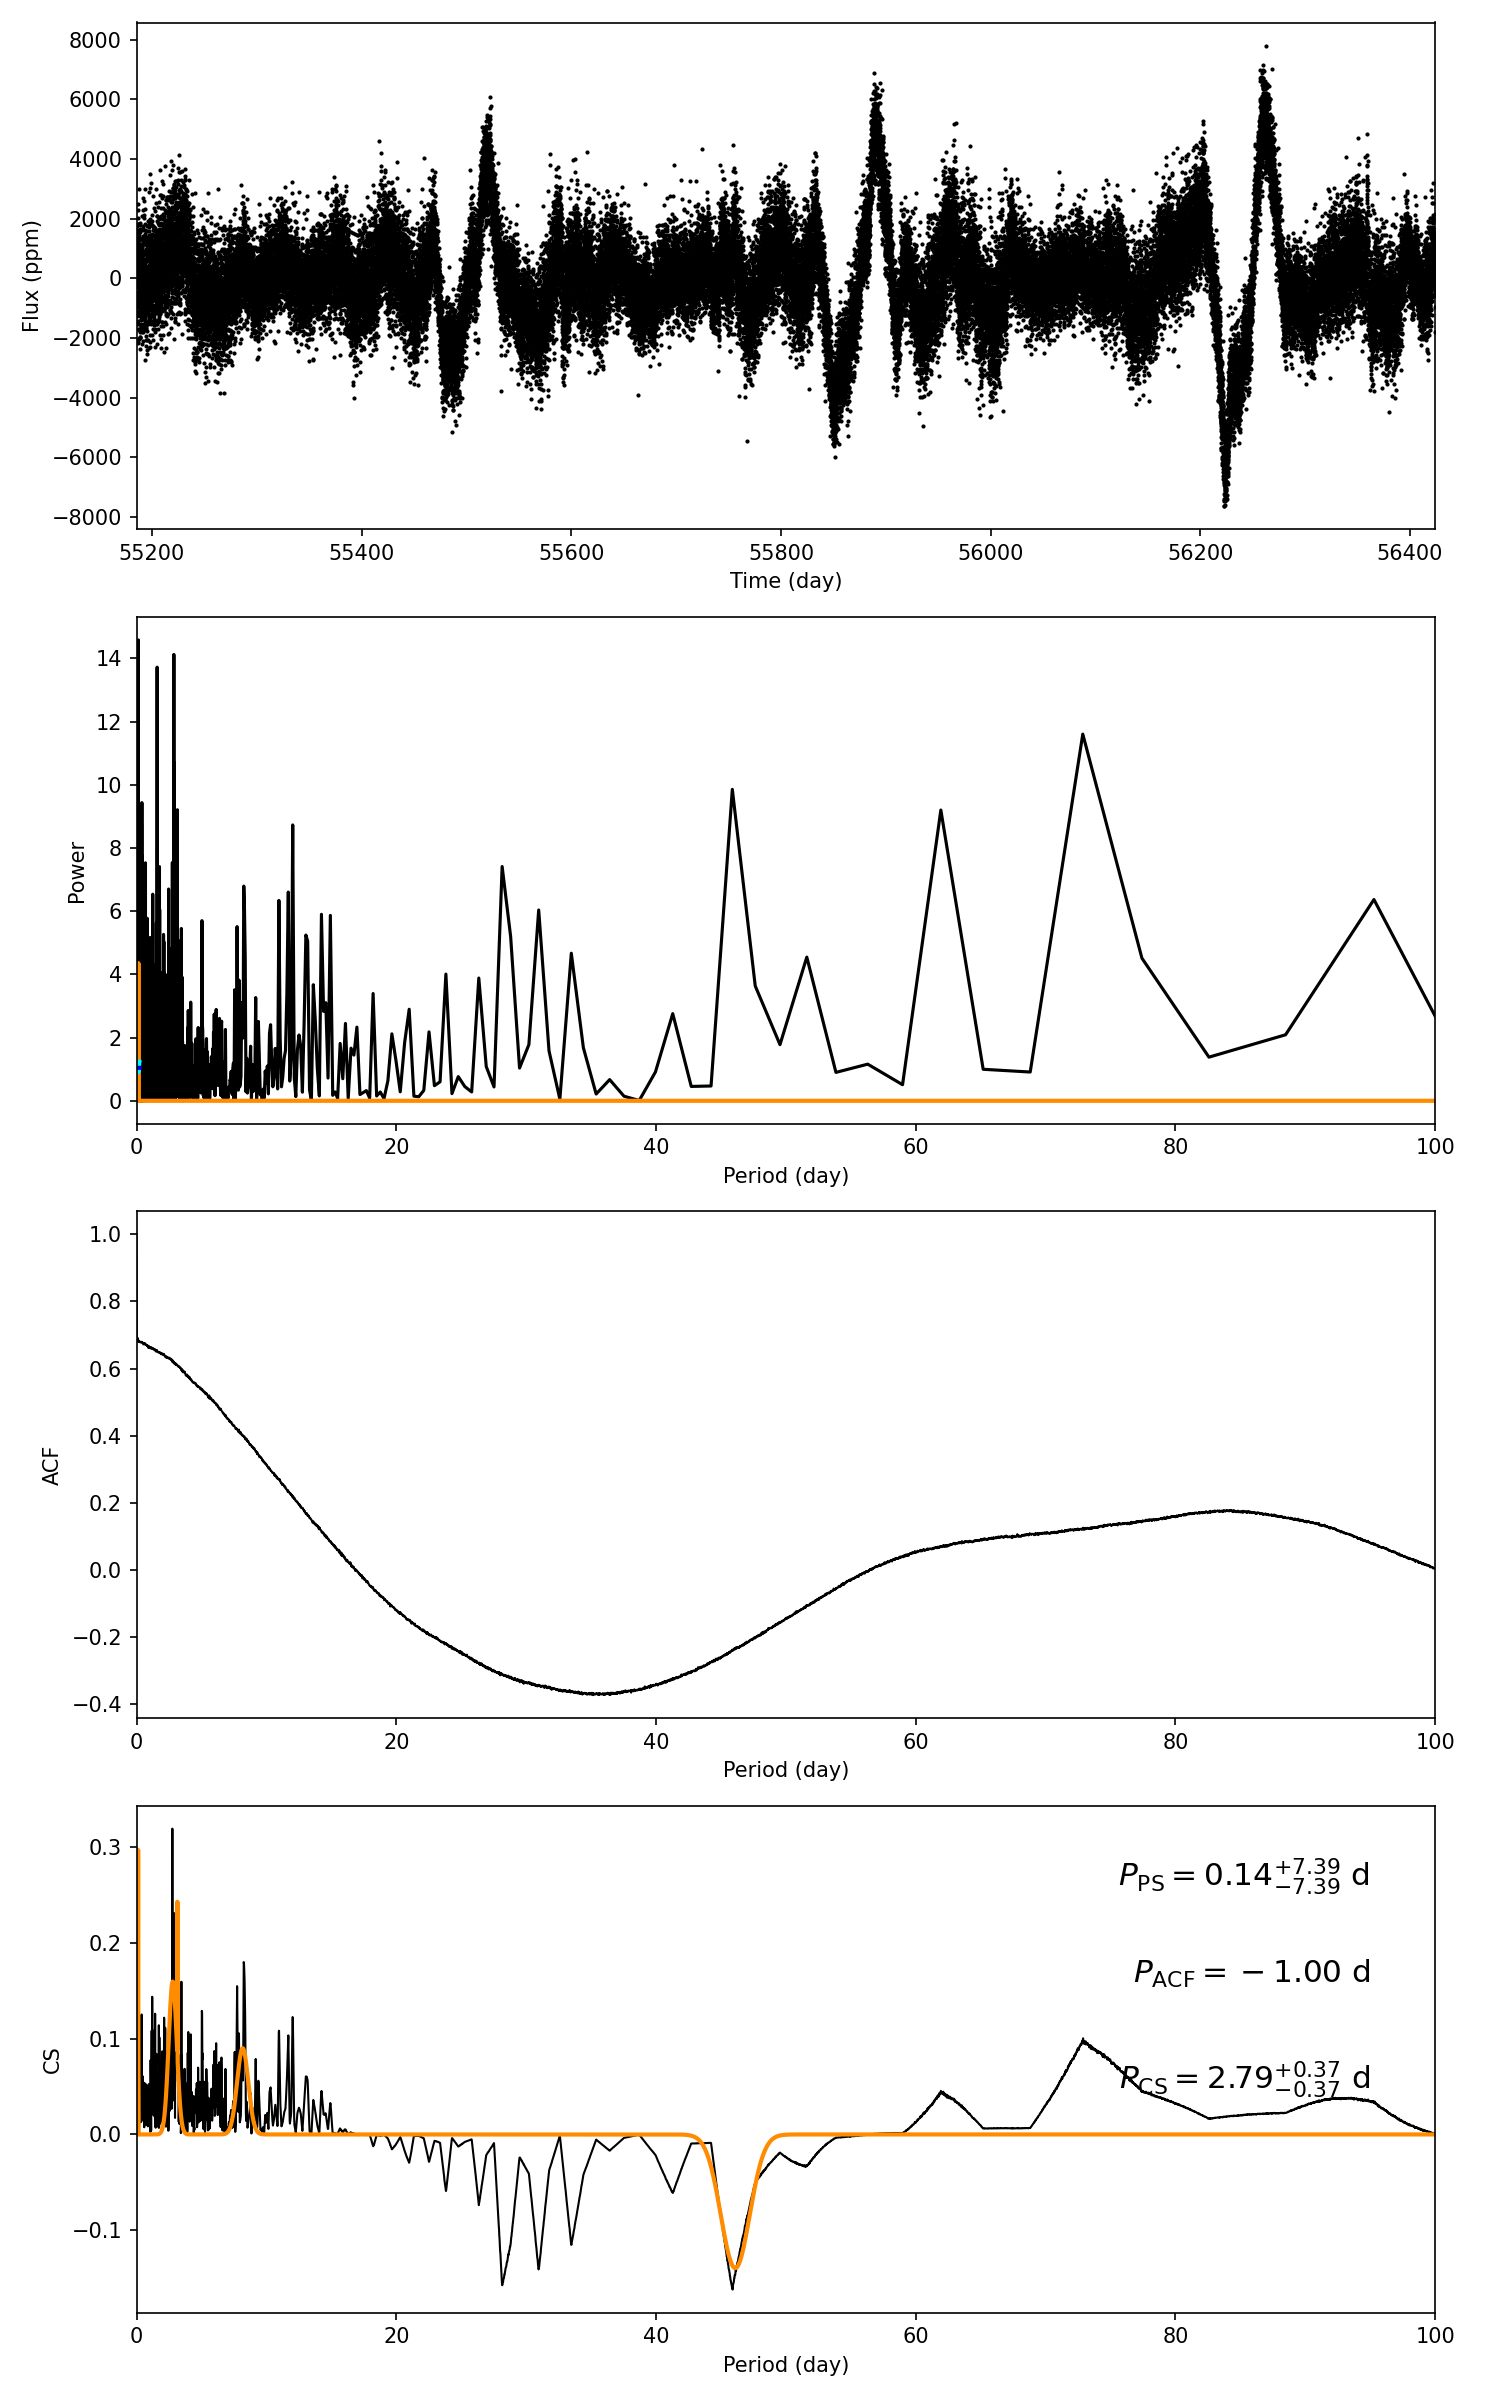 8000
6000
4000
2000
0
−2000
−4000
−6000
−8000
Flux (ppm)
55200 55400 55600 55800 56000 56200 56400
Time (day)
14
12
10
8
6
4
2
0
Power
0 20 40 60 80 100
Period (day)
1.0
0.8
0.6
0.4
0.2
0.0
−0.2
−0.4
ACF
0 20 40 60 80 100
Period (day)
0.3
0.2
0.1
0.0
−0.1
CS
P_PS = 0.14^{+7.39}_{−7.39} d
P_ACF = −1.00 d
P_CS = 2.79^{+0.37}_{−0.37} d
0 20 40 60 80 100
Period (day)